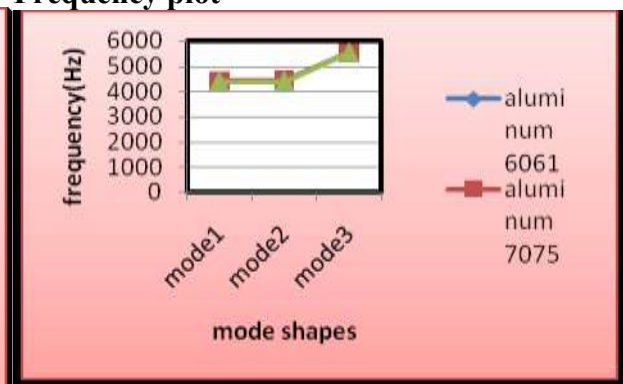 Frequency plot
6000
5000
4000
3000
2000
1000
0
frequency(Hz)
mode1
mode2
mode3
mode shapes
alumi
num
6061
alumi
num
7075